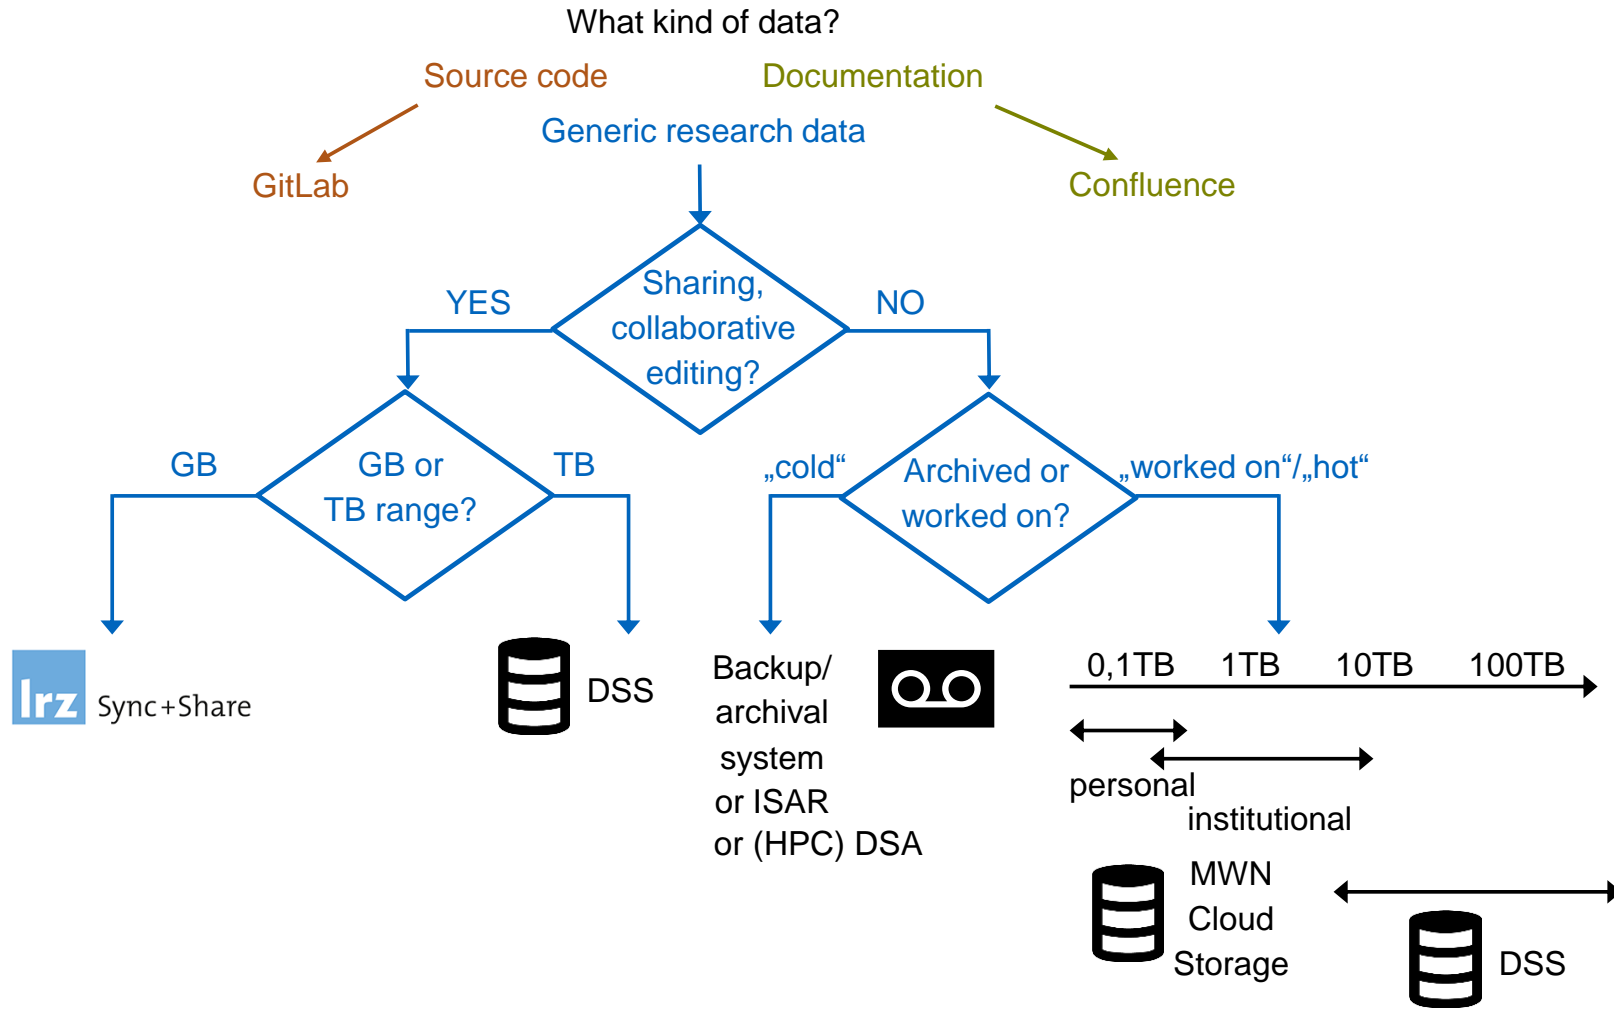 What kind of data?
Source code
Documentation
Generic research data
GitLab
Confluence
Sharing,
collaborative
editing?
YES
NO
GB
GB or
TB range?
TB
„cold“
Archived or
worked on?
„worked on“/„hot“
lrz Sync+Share
DSS
Backup/
archival
system
or ISAR
or (HPC) DSA
0,1TB 1TB 10TB 100TB
personal
institutional
MWN
Cloud
Storage
DSS